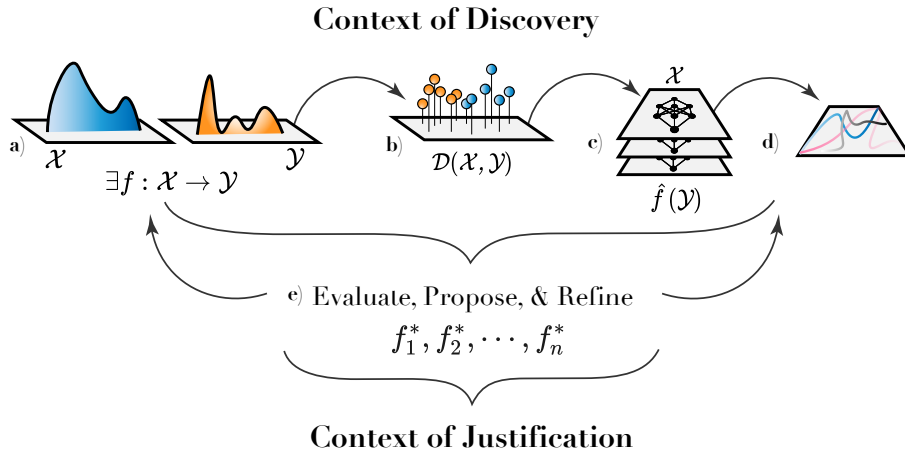 Context of Discovery
a)
𝒳
𝒴
∃f : 𝒳 → 𝒴
b)
𝒟(𝒳, 𝒴)
c)
𝒳
f̂ (𝒴)
d)
e) Evaluate, Propose, & Refine
f₁*, f₂*, ⋯, fₙ*
Context of Justification